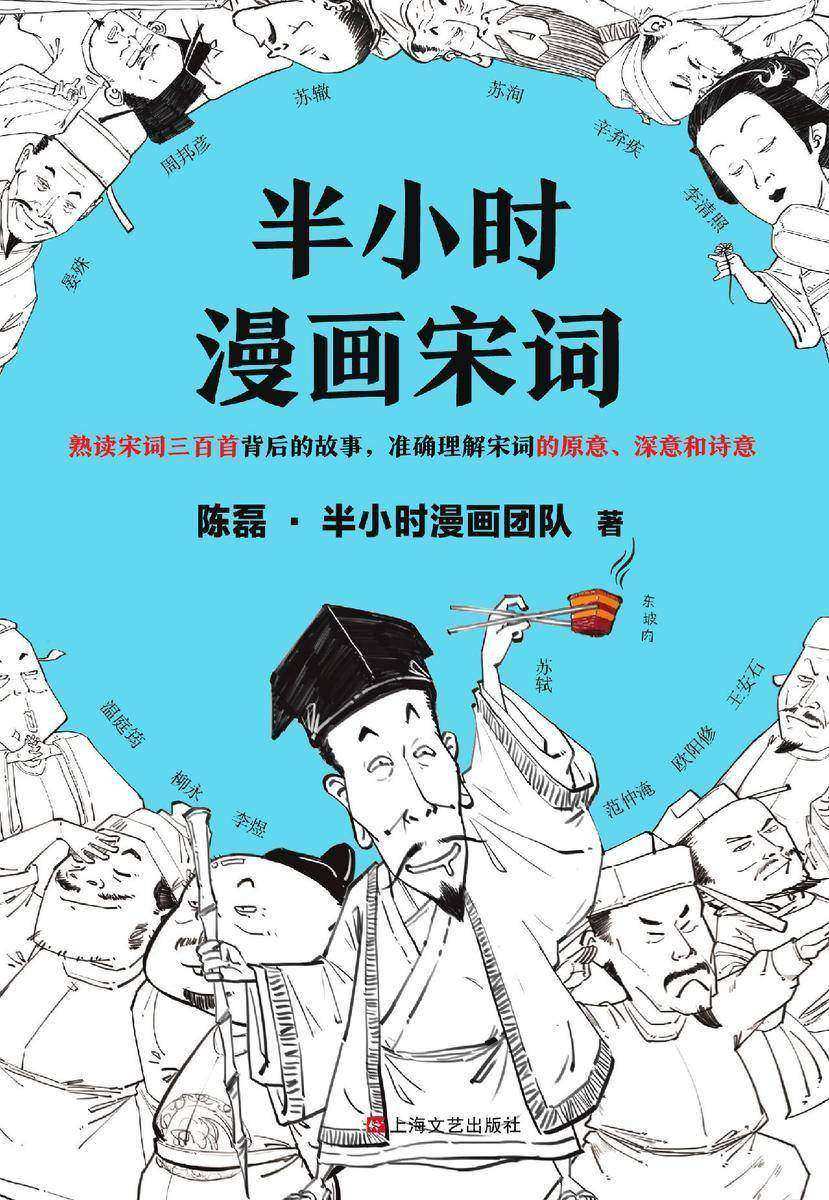 苏辙
苏洵
周邦彦
辛弃疾
晏殊
李清照
半小时
漫画宋词
熟读宋词三百首背后的故事，准确理解宋词的原意、深意和诗意
陈磊 · 半小时漫画团队 著
东坡肉
苏轼
温庭筠
柳永
李煜
王安石
欧阳修
范仲淹
上海文艺出版社